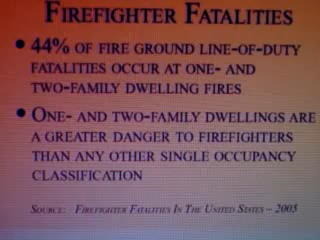 FIREFIGHTER FATALITIES
• 44% OF FIRE GROUND LINE-OF-DUTY
FATALITIES OCCUR AT ONE- AND
TWO-FAMILY DWELLING FIRES
• ONE- AND TWO-FAMILY DWELLINGS ARE
A GREATER DANGER TO FIREFIGHTERS
THAN ANY OTHER SINGLE OCCUPANCY
CLASSIFICATION
SOURCE: FIREFIGHTER FATALITIES IN THE UNITED STATES – 2005